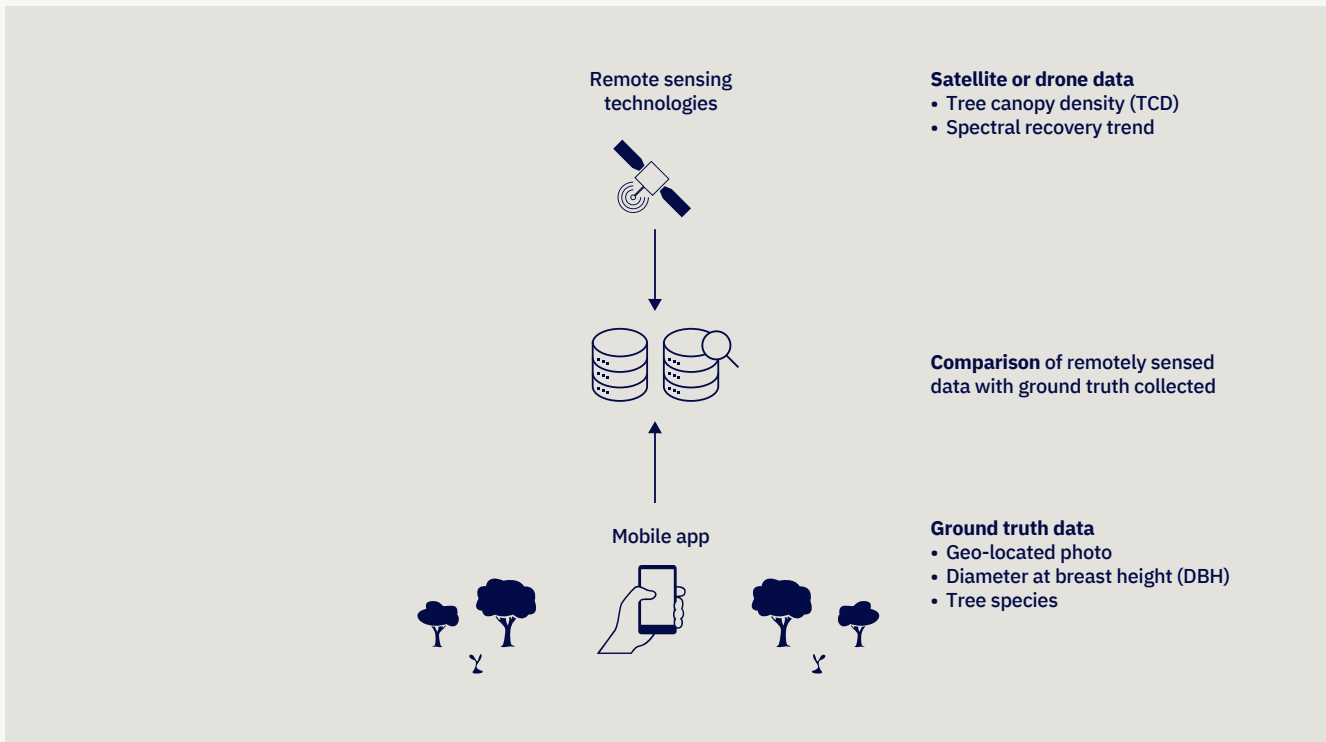 Remote sensing
technologies
Satellite or drone data
• Tree canopy density (TCD)
• Spectral recovery trend
Comparison of remotely sensed
data with ground truth collected
Mobile app
Ground truth data
• Geo-located photo
• Diameter at breast height (DBH)
• Tree species